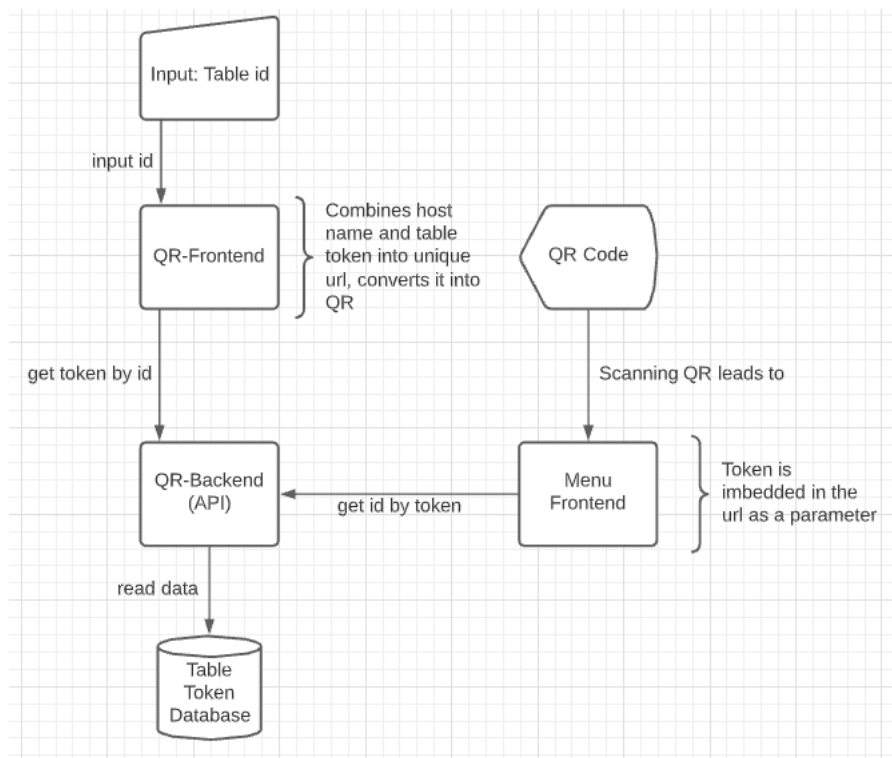 Input: Table id
input id
QR-Frontend
Combines host
name and table
token into unique
url, converts it into
QR
QR Code
get token by id
Scanning QR leads to
QR-Backend
(API)
get id by token
Menu
Frontend
Token is
imbedded in the
url as a parameter
read data
Table
Token
Database